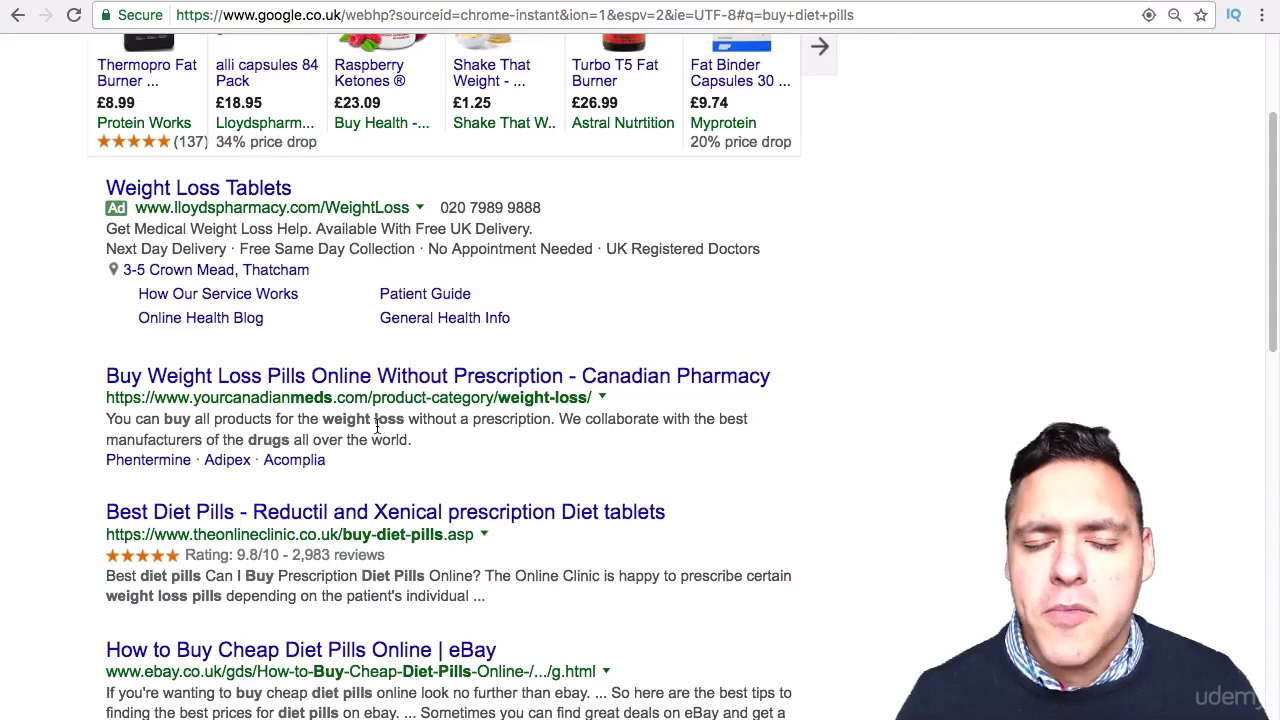 Secure https://www.google.co.uk/webhp?sourceid=chrome-instant&ion=1&espv=2&ie=UTF-8#q=buy+diet+pills
Thermopro Fat Burner ...
£8.99
Protein Works
(137)
alli capsules 84 Pack
£18.95
Lloydspharm...
34% price drop
Raspberry Ketones ®
£23.09
Buy Health -...
Shake That Weight - ...
£1.25
Shake That W..
Turbo T5 Fat Burner
£26.99
Astral Nutrtition
Fat Binder Capsules 30 ...
£9.74
Myprotein
20% price drop
Weight Loss Tablets
Ad www.lloydspharmacy.com/WeightLoss 020 7989 9888
Get Medical Weight Loss Help. Available With Free UK Delivery.
Next Day Delivery · Free Same Day Collection · No Appointment Needed · UK Registered Doctors
3-5 Crown Mead, Thatcham
How Our Service Works Patient Guide
Online Health Blog General Health Info
Buy Weight Loss Pills Online Without Prescription - Canadian Pharmacy
https://www.yourcanadianmeds.com/product-category/weight-loss/
You can buy all products for the weight loss without a prescription. We collaborate with the best
manufacturers of the drugs all over the world.
Phentermine · Adipex · Acomplia
Best Diet Pills - Reductil and Xenical prescription Diet tablets
https://www.theonlineclinic.co.uk/buy-diet-pills.asp
Rating: 9.8/10 - 2,983 reviews
Best diet pills Can I Buy Prescription Diet Pills Online? The Online Clinic is happy to prescribe certain
weight loss pills depending on the patient's individual ...
How to Buy Cheap Diet Pills Online | eBay
www.ebay.co.uk/gds/How-to-Buy-Cheap-Diet-Pills-Online-/.../g.html
If you're wanting to buy cheap diet pills online look no further than ebay. ... So here are the best tips to
finding the best prices for diet pills on ebay. ... Sometimes you can find great deals on eBay and get a
udemy